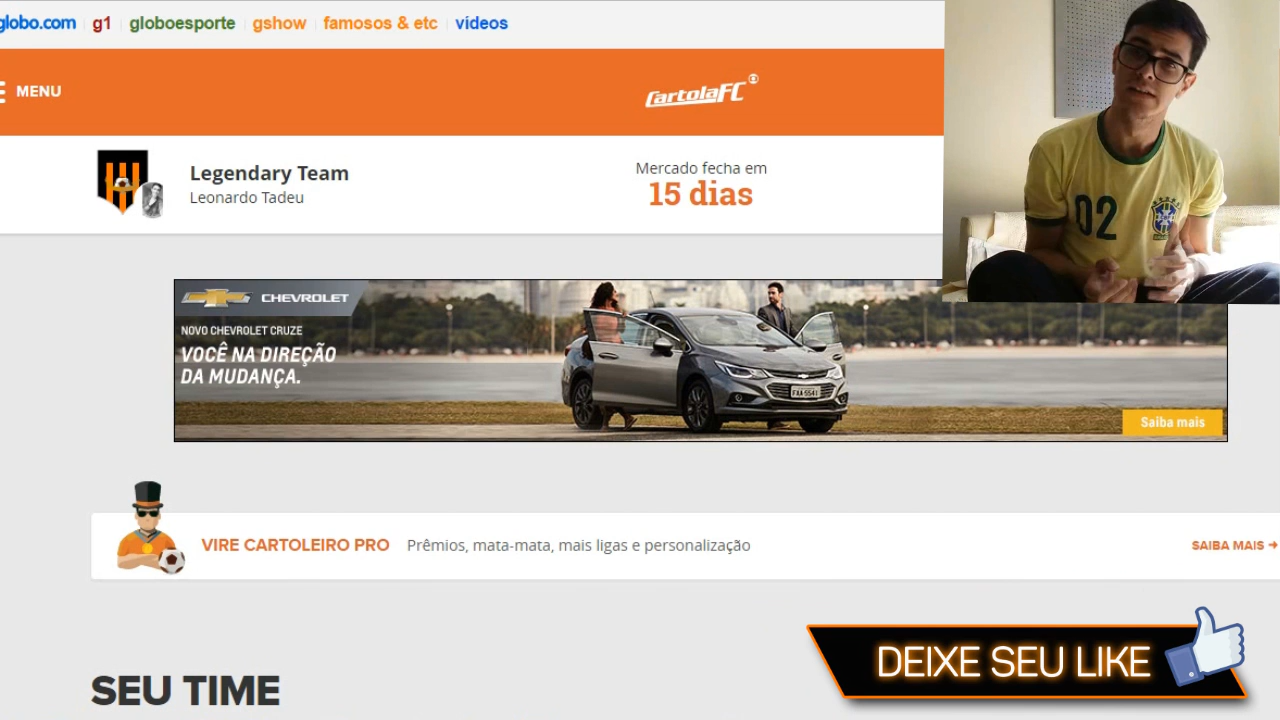 globo.com g1 globoesporte gshow famosos & etc vídeos
MENU
CartolaFC
Legendary Team
Leonardo Tadeu
Mercado fecha em
15 dias
02
CHEVROLET
NOVO CHEVROLET CRUZE
VOCÊ NA DIREÇÃO
DA MUDANÇA.
FAA 5541
Saiba mais
VIRE CARTOLEIRO PRO Prêmios, mata-mata, mais ligas e personalização SAIBA MAIS →
DEIXE SEU LIKE
SEU TIME